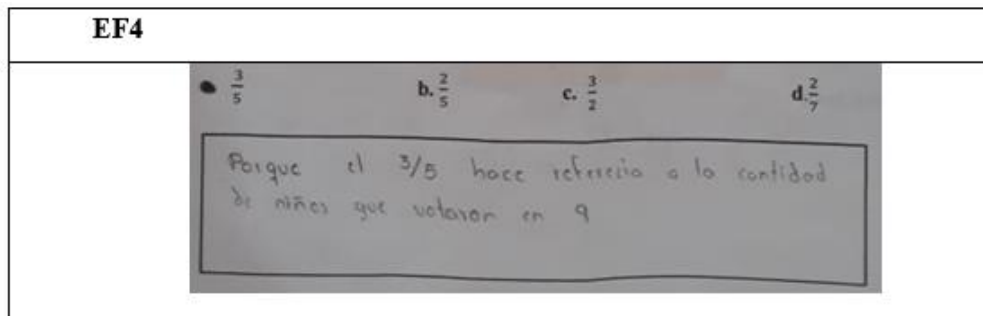 EF4
3/5 b. 2/5 c. 3/2 d. 2/7
Porque el 3/5 hace referecia a la cantidad
de niños que votaron en 9